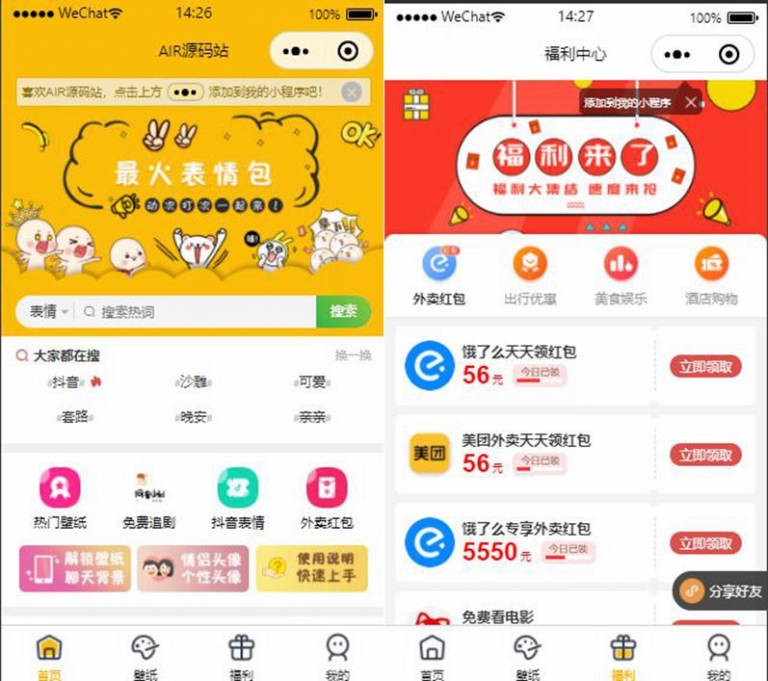 ●●●●● WeChat 14:26 100%
AIR源码站
喜欢AIR源码站，点击上方 ••• 添加到我的小程序吧！
OK
最火表情包
动次打次一起来！
表情 搜索热词 搜索
大家都在搜 换一换
#抖音# #沙雕# #可爱#
#套路# #晚安# #亲亲#
热门壁纸 免费追剧 抖音表情 外卖红包
解锁壁纸 情侣头像 使用说明
聊天背景 个性头像 快速上手
首页 壁纸 福利 我的
●●●●● WeChat 14:27 100%
福利中心
添加到我的小程序
福利来了
福利大集结 速度来抢
外卖红包 出行优惠 美食娱乐 酒店购物
饿了么天天领红包
56元 今日已领
立即领取
美团
美团外卖天天领红包
56元 今日已领
立即领取
饿了么专享外卖红包
5550元 今日已领
立即领取
分享好友
免费看电影
首页 壁纸 福利 我的